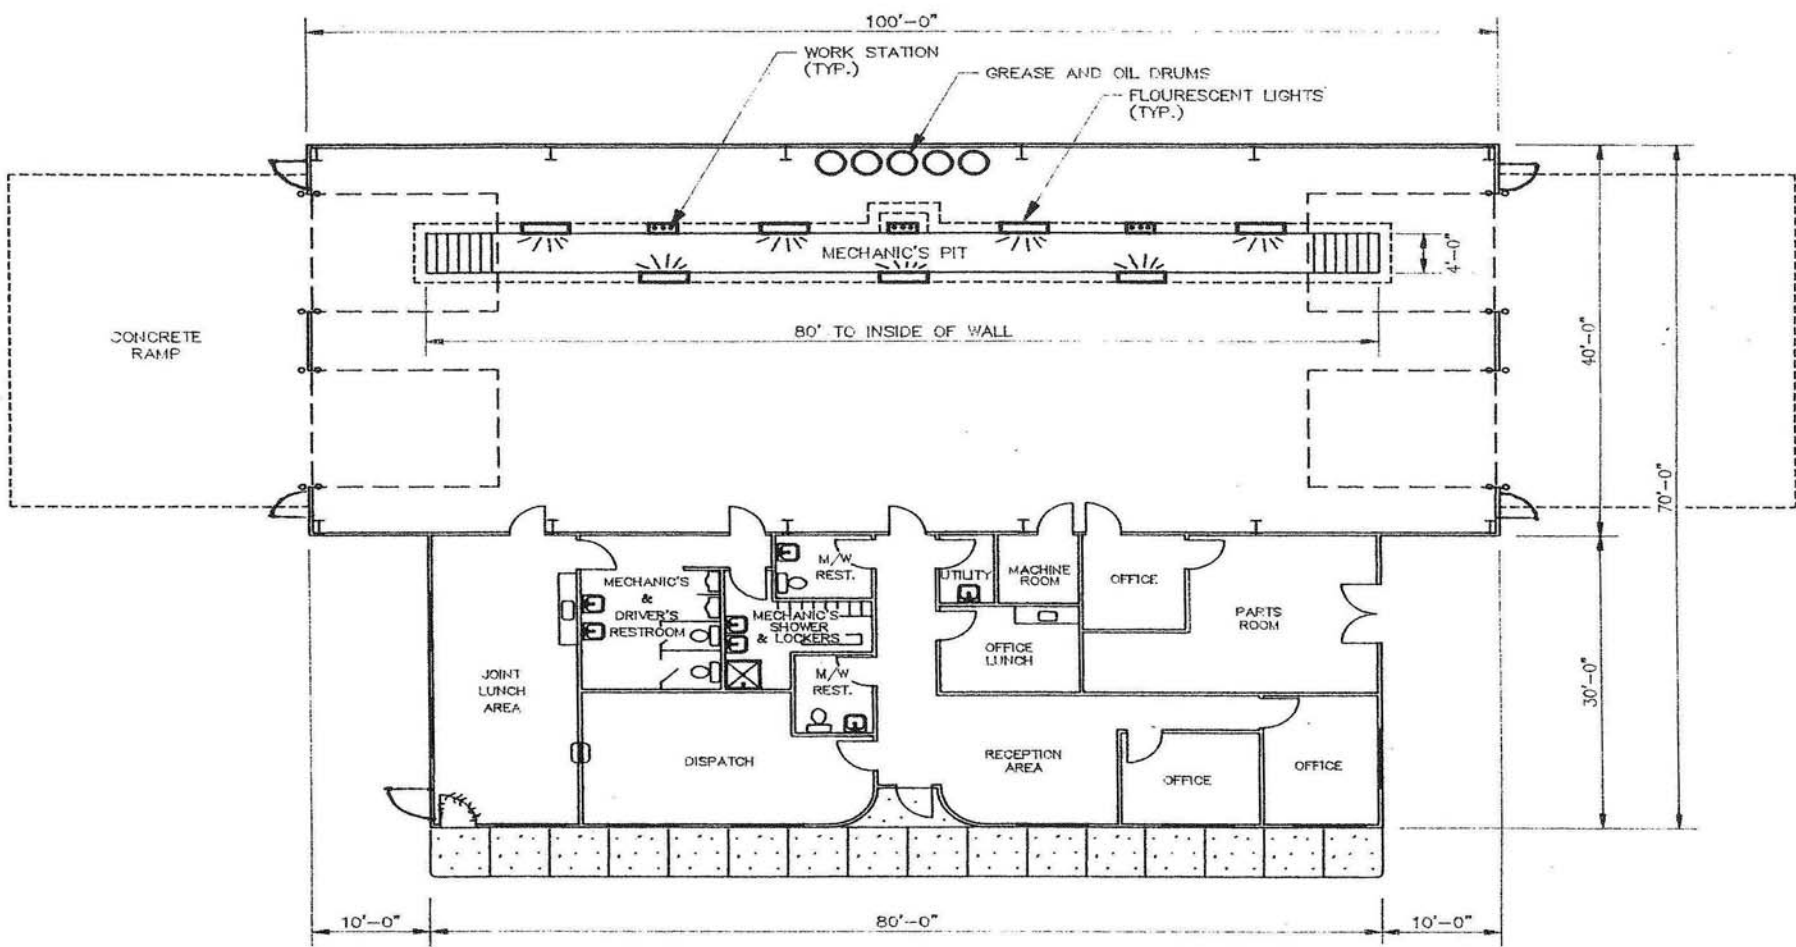 100'-0"
WORK STATION
(TYP.)
GREASE AND OIL DRUMS
FLOURESCENT LIGHTS
(TYP.)
MECHANIC'S PIT
4'-0"
80' TO INSIDE OF WALL
CONCRETE
RAMP
40'-0"
70'-0"
M/W
REST.
UTILITY
MACHINE
ROOM
OFFICE
MECHANIC'S
&
DRIVER'S
RESTROOM
MECHANIC'S
SHOWER
& LOCKERS
PARTS
ROOM
OFFICE
LUNCH
JOINT
LUNCH
AREA
M/W
REST.
30'-0"
DISPATCH
RECEPTION
AREA
OFFICE
OFFICE
10'-0"
80'-0"
10'-0"